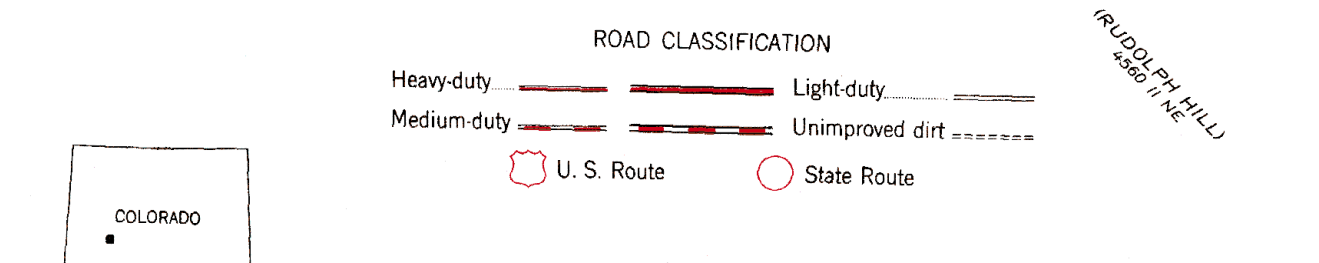 ROAD CLASSIFICATION
Heavy-duty Light-duty
Medium-duty Unimproved dirt
U. S. Route State Route
COLORADO
(RUDOLPH HILL)
4560 II NE